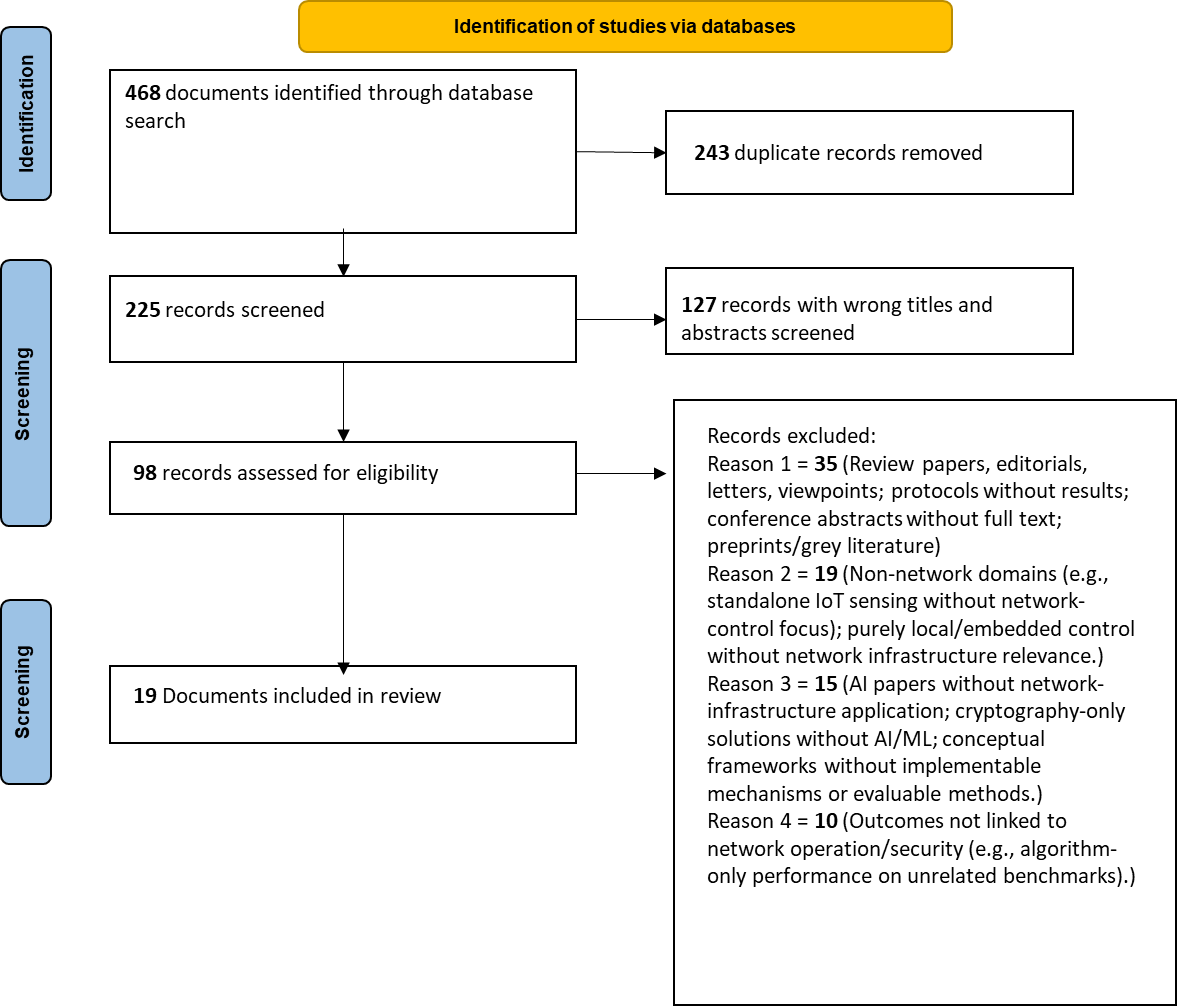 Identification of studies via databases
Identification
468 documents identified through database
search
243 duplicate records removed
Screening
225 records screened
127 records with wrong titles and
abstracts screened
98 records assessed for eligibility
Records excluded:
Reason 1 = 35 (Review papers, editorials,
letters, viewpoints; protocols without results;
conference abstracts without full text;
preprints/grey literature)
Reason 2 = 19 (Non-network domains (e.g.,
standalone IoT sensing without network-
control focus); purely local/embedded control
without network infrastructure relevance.)
Reason 3 = 15 (AI papers without network-
infrastructure application; cryptography-only
solutions without AI/ML; conceptual
frameworks without implementable
mechanisms or evaluable methods.)
Reason 4 = 10 (Outcomes not linked to
network operation/security (e.g., algorithm-
only performance on unrelated benchmarks).)
Screening
19 Documents included in review